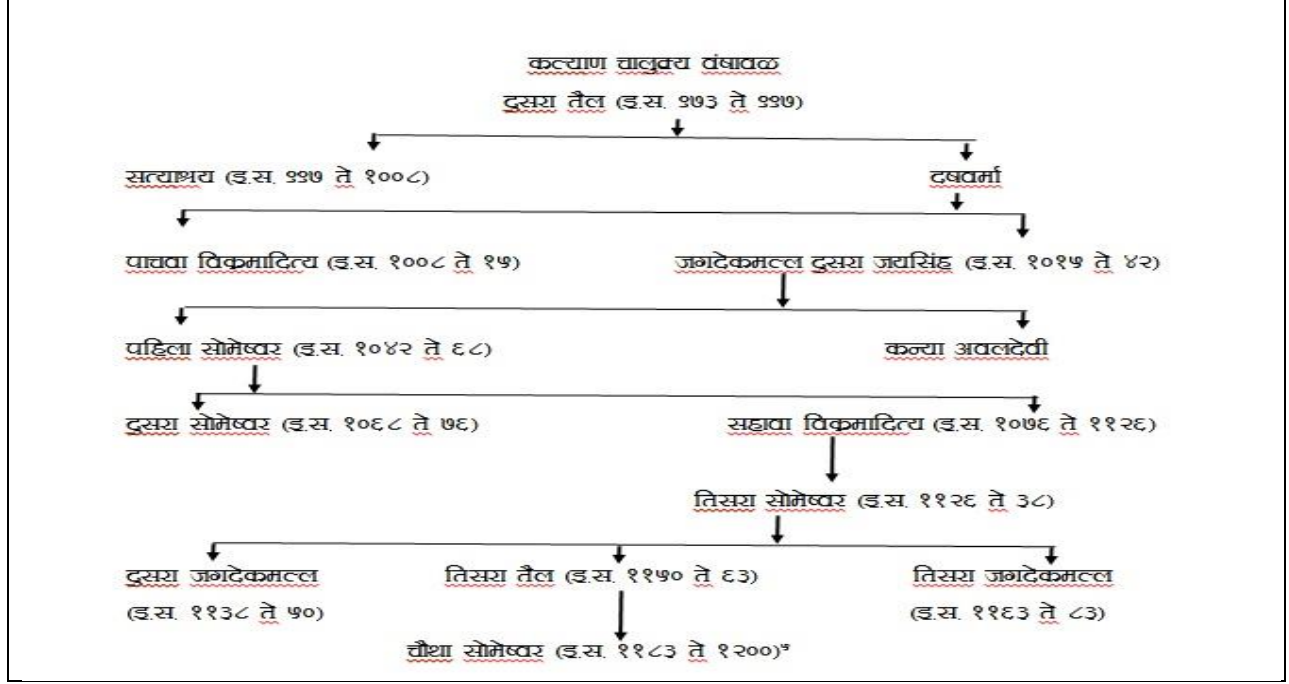 कल्याण चालुक्य वंषावळ
दुसरा तैल (इ.स. ९७३ ते ९९७)
सत्याश्रय (इ.स. ९९७ ते १००८) दषवर्मा
पाचवा विक्रमादित्य (इ.स. १००८ ते १५) जगदेकमल्ल दुसरा जयसिंह (इ.स. १०१५ ते ४२)
पहिला सोमेष्वर (इ.स. १०४२ ते ६८) कन्या अवलदेवी
दुसरा सोमेष्वर (इ.स. १०६८ ते ७६) सहावा विक्रमादित्य (इ.स. १०७६ ते ११२६)
तिसरा सोमेष्वर (इ.स. ११२६ ते ३८)
दुसरा जगदेकमल्ल तिसरा तैल (इ.स. ११५० ते ६३) तिसरा जगदेकमल्ल
(इ.स. ११३८ ते ५०) (इ.स. ११६३ ते ८३)
चौथा सोमेष्वर (इ.स. ११८३ ते १२००)५